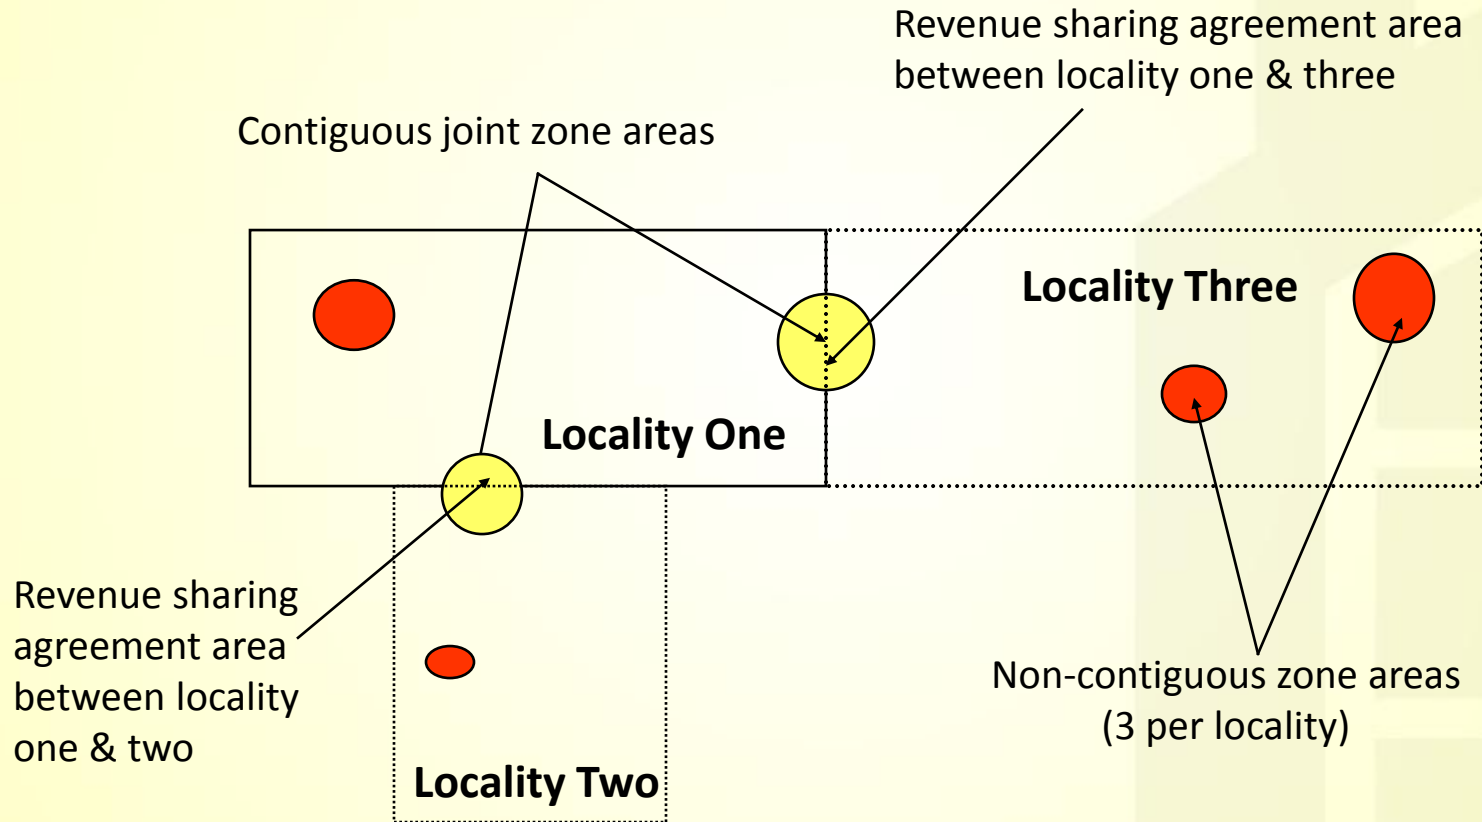 Revenue sharing agreement area
between locality one & three
Contiguous joint zone areas
Locality Three
Locality One
Revenue sharing
agreement area
between locality
one & two
Non-contiguous zone areas
(3 per locality)
Locality Two